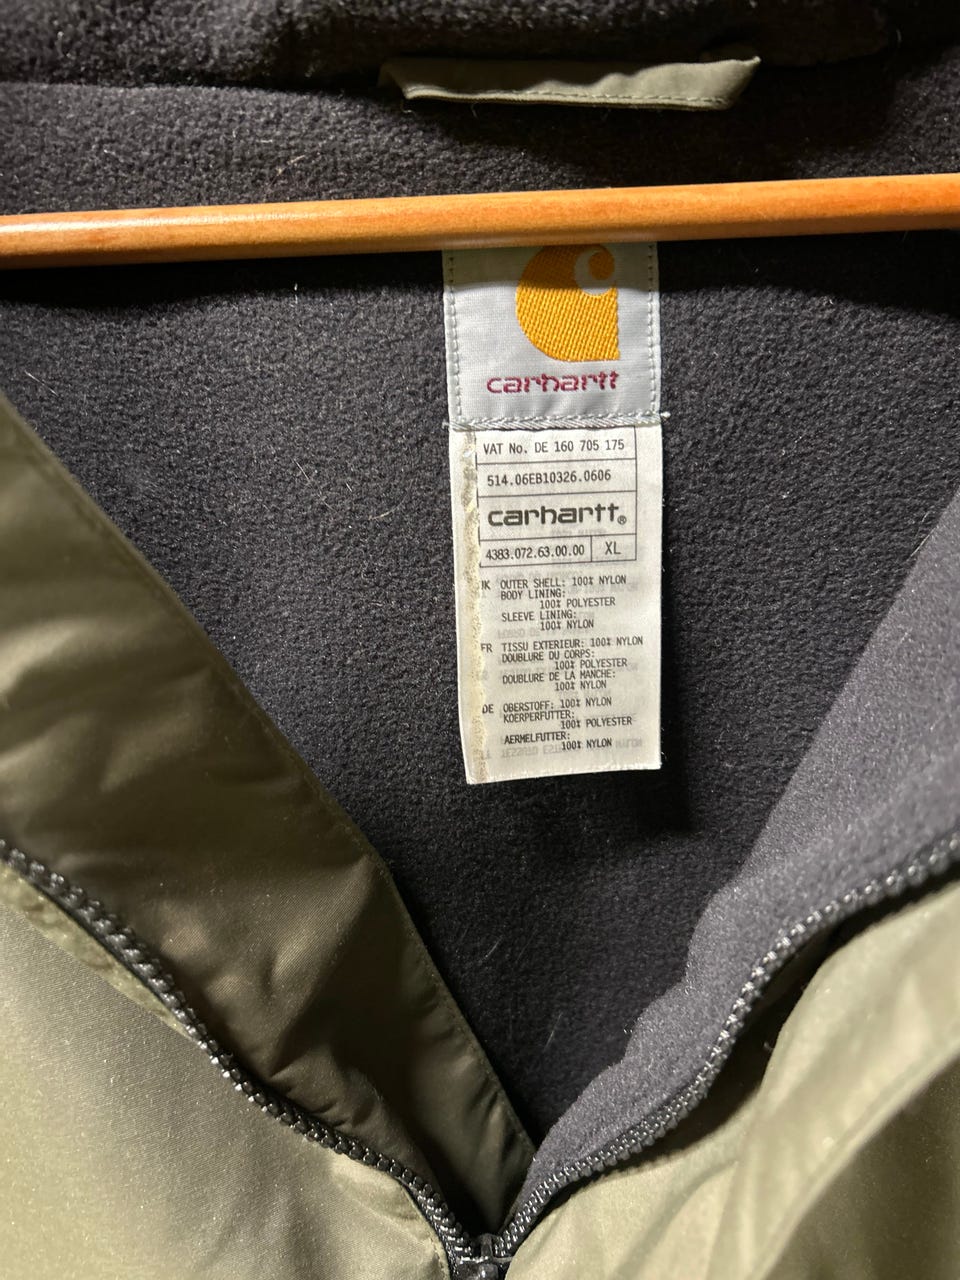 carhartt
VAT No. DE 160 705 175
514.06EB10326.0606
carhartt®
4383.072.63.00.00 XL
UK OUTER SHELL: 100% NYLON
BODY LINING:
100% POLYESTER
SLEEVE LINING:
100% NYLON
FR TISSU EXTERIEUR: 100% NYLON
DOUBLURE DU CORPS:
100% POLYESTER
DOUBLURE DE LA MANCHE:
100% NYLON
DE OBERSTOFF: 100% NYLON
KOERPERFUTTER:
100% POLYESTER
AERMELFUTTER:
100% NYLON